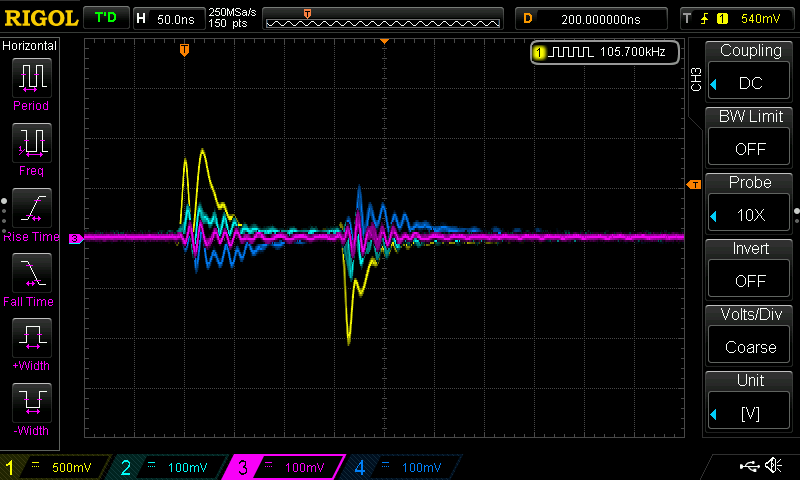 RIGOL T'D H 50.0ns 250MSa/s 150 pts D 200.000000ns T 1 540mV
Horizontal
Period
Freq
Rise Time
Fall Time
+Width
-Width
T
1 105.700kHz
T
3
CH3
Coupling
DC
BW Limit
OFF
Probe
10X
Invert
OFF
Volts/Div
Coarse
Unit
[V]
1 500mV 2 100mV 3 100mV 4 100mV